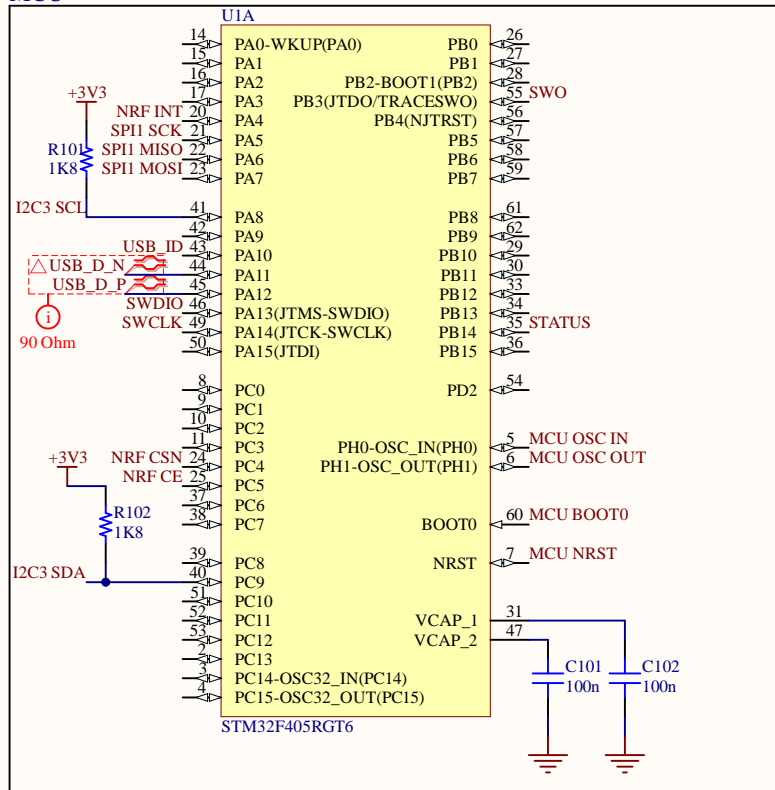 U1A
14 PA0-WKUP(PA0) PB0 26
15 PA1 PB1 27
16 PA2 PB2-BOOT1(PB2) 28
+3V3 17 PA3 PB3(JTDO/TRACESWO) 55 SWO
NRF INT 20 PA4 PB4(NJTRST) 56
SPI1 SCK 21 PA5 PB5 57
R101 SPI1 MISO 22 PA6 PB6 58
1K8 SPI1 MOSI 23 PA7 PB7 59
I2C3 SCL 41 PA8 PB8 61
42 PA9 PB9 62
USB_ID 43 PA10 PB10 29
USB_D_N 44 PA11 PB11 30
USB_D_P 45 PA12 PB12 33
SWDIO 46 PA13(JTMS-SWDIO) PB13 34
i SWCLK 49 PA14(JTCK-SWCLK) PB14 35 STATUS
90 Ohm 50 PA15(JTDI) PB15 36
8 PC0 PD2 54
9 PC1
10 PC2
11 PC3 PH0-OSC_IN(PH0) 5 MCU OSC IN
+3V3 NRF CSN 24 PC4 PH1-OSC_OUT(PH1) 6 MCU OSC OUT
NRF CE 25 PC5
37 PC6
R102 38 PC7 BOOT0 60 MCU BOOT0
1K8
39 PC8 NRST 7 MCU NRST
I2C3 SDA 40 PC9
51 PC10
52 PC11 VCAP_1 31
53 PC12 VCAP_2 47
2 PC13
3 PC14-OSC32_IN(PC14) C101 C102
4 PC15-OSC32_OUT(PC15) 100n 100n
STM32F405RGT6